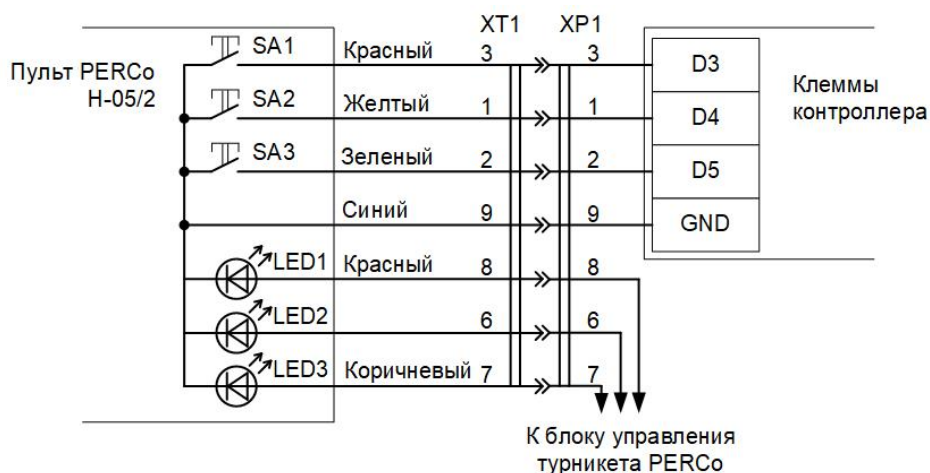 XT1 XP1
SA1 Красный 3 3 D3
Пульт PERCo
H-05/2
Клеммы
контроллера
SA2 Желтый 1 1 D4
SA3 Зеленый 2 2 D5
Синий 9 9 GND
LED1 Красный 8 8
LED2 6 6
LED3 Коричневый 7 7
К блоку управления
турникета PERCo